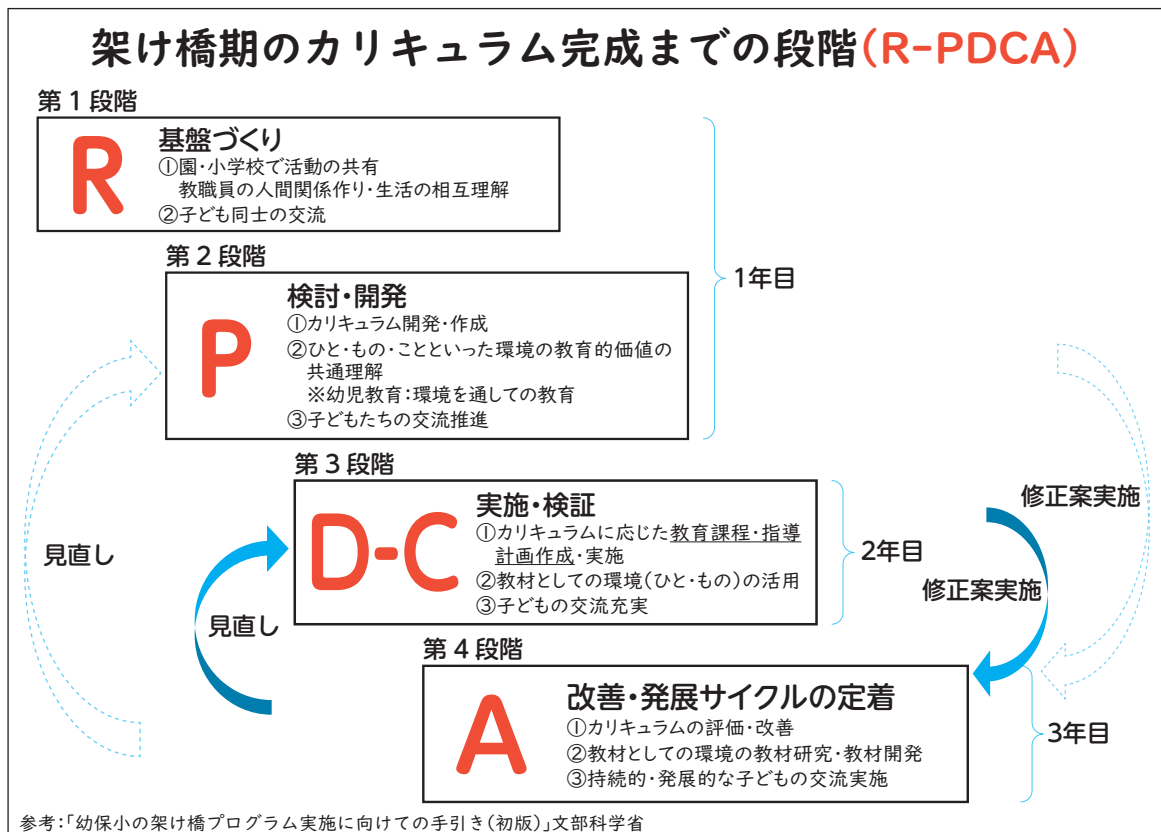 架け橋期のカリキュラム完成までの段階(R-PDCA)
第1段階
R
基盤づくり
①園・小学校で活動の共有
教職員の人間関係作り・生活の相互理解
②子ども同士の交流
1年目
第2段階
P
検討・開発
①カリキュラム開発・作成
②ひと・もの・ことといった環境の教育的価値の
共通理解
※幼児教育:環境を通しての教育
③子どもたちの交流推進
第3段階
D-C
実施・検証
①カリキュラムに応じた教育課程・指導
計画作成・実施
②教材としての環境(ひと・もの)の活用
③子どもの交流充実
2年目
修正案実施
修正案実施
見直し
見直し
第4段階
A
改善・発展サイクルの定着
①カリキュラムの評価・改善
②教材としての環境の教材研究・教材開発
③持続的・発展的な子どもの交流実施
3年目
参考:「幼保小の架け橋プログラム実施に向けての手引き(初版)」文部科学省